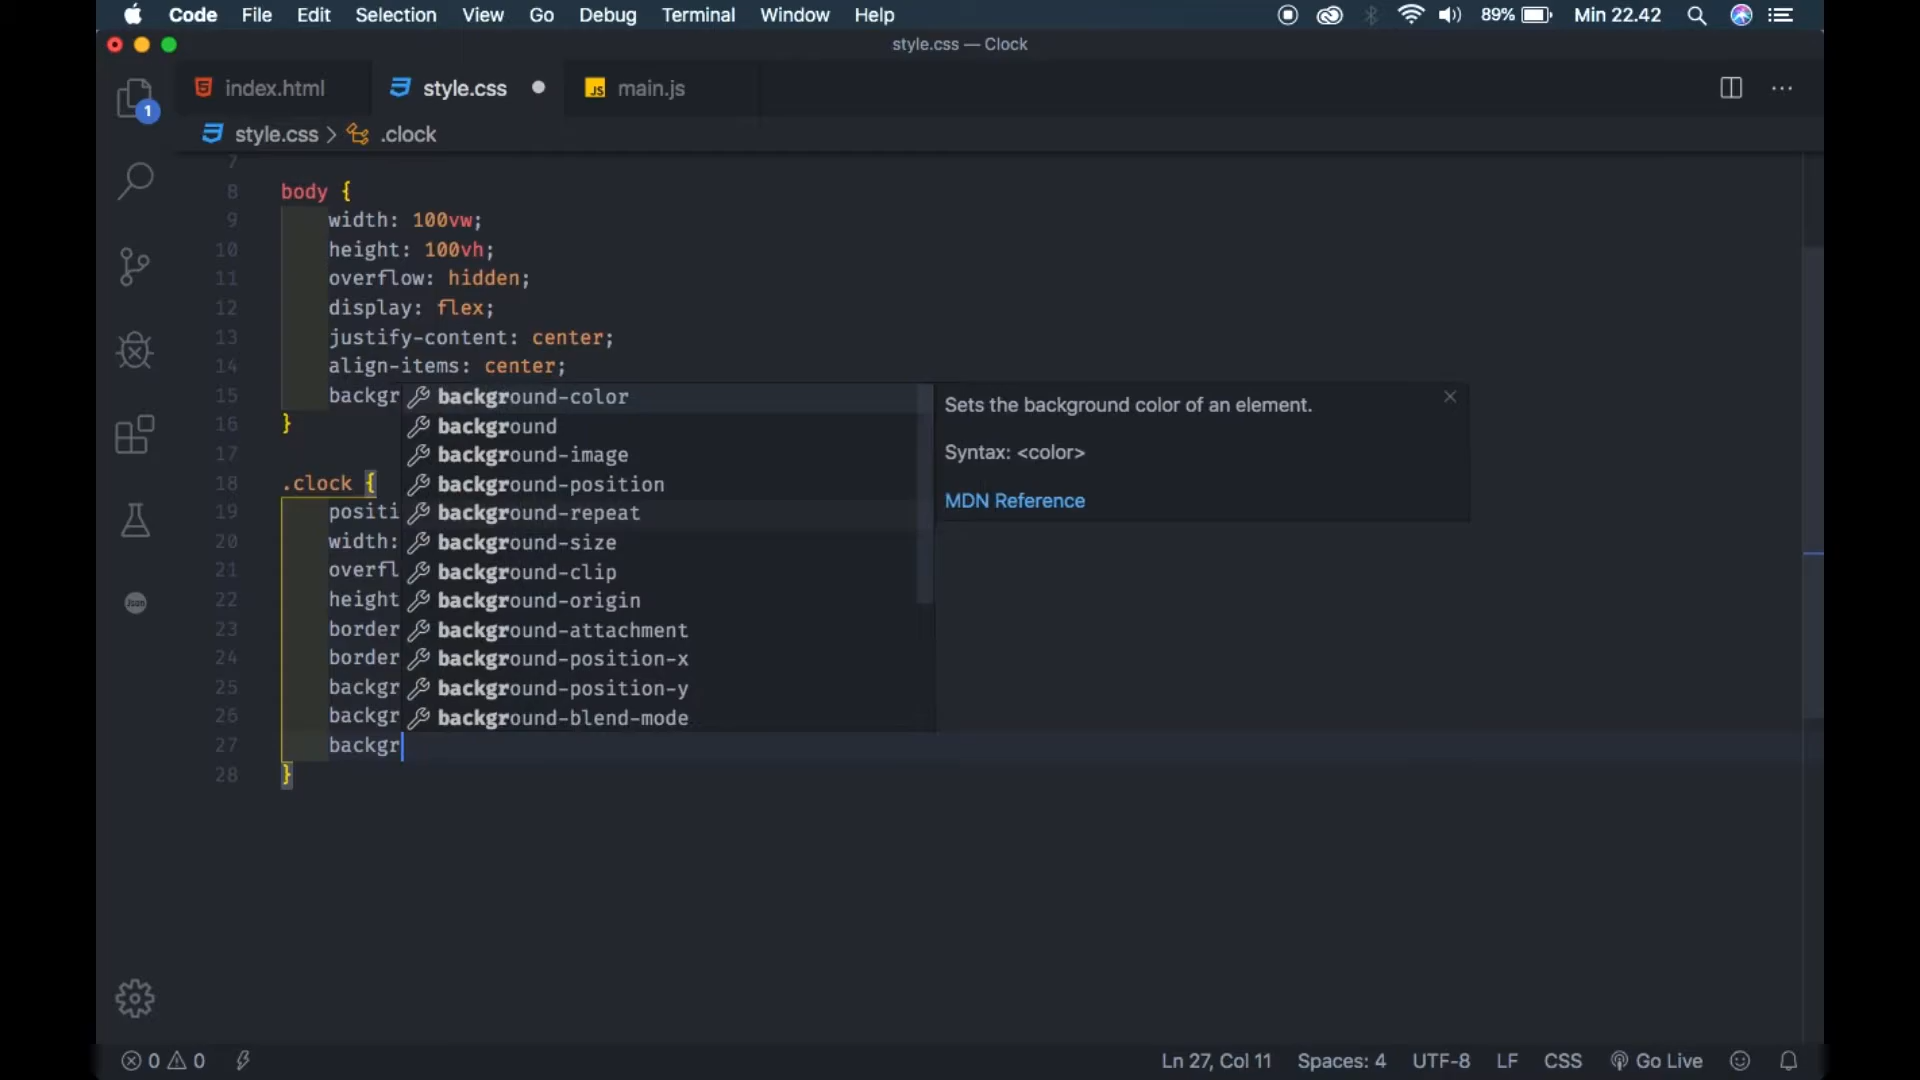 Code File Edit Selection View Go Debug Terminal Window Help 89% Min 22.42
style.css — Clock
1
index.html style.css main.js
style.css > .clock
7
8 body {
9 width: 100vw;
10 height: 100vh;
11 overflow: hidden;
12 display: flex;
13 justify-content: center;
14 align-items: center;
15 backgr
16 }
17
18 .clock {
19 positi
20 width:
21 overfl
22 height
23 border
24 border
25 backgr
26 backgr
27 backgr
28 }
background-color
background
background-image
background-position
background-repeat
background-size
background-clip
background-origin
background-attachment
background-position-x
background-position-y
background-blend-mode
Sets the background color of an element.
Syntax: <color>
MDN Reference
JS
json
0 0 Ln 27, Col 11 Spaces: 4 UTF-8 LF CSS Go Live